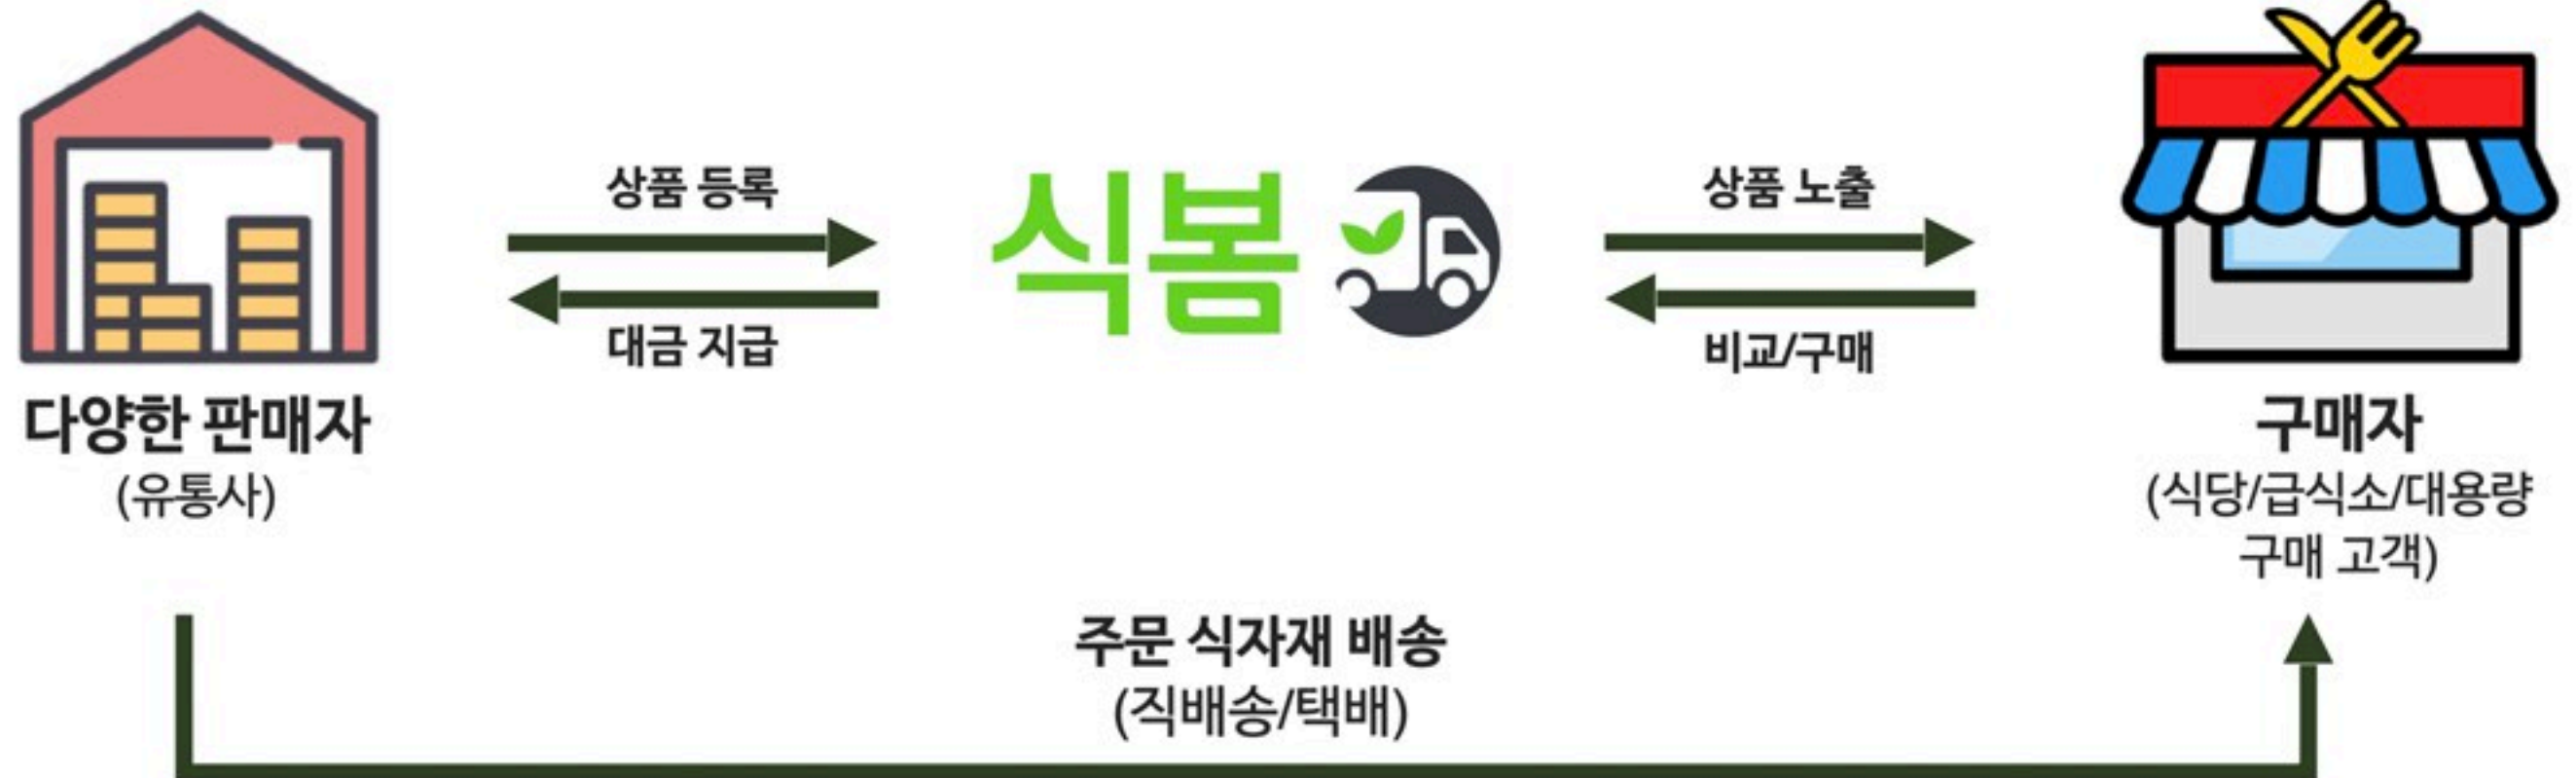 상품 등록
대금 지급
식봄
상품 노출
비교/구매
다양한 판매자
(유통사)
구매자
(식당/급식소/대용량
구매 고객)
주문 식자재 배송
(직배송/택배)